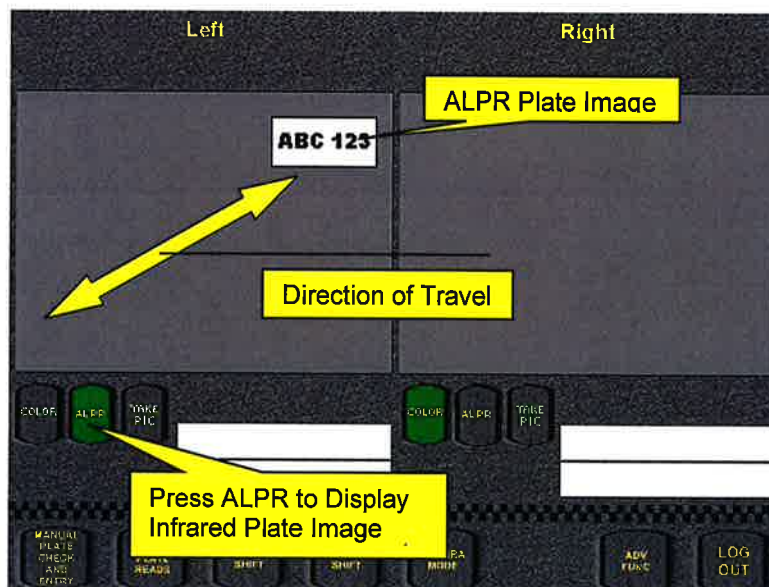 Left
Right
ALPR Plate Image
ABC 123
Direction of Travel
COLOR
ALPR
TAKE
PIC
COLOR
ALPR
TAKE
PIC
Press ALPR to Display
Infrared Plate Image
MANUAL
PLATE
CHECK
AND
ENTRY
PLATE
READS
SHIFT
SHIFT
MODE
ADV
FUNC
LOG
OUT